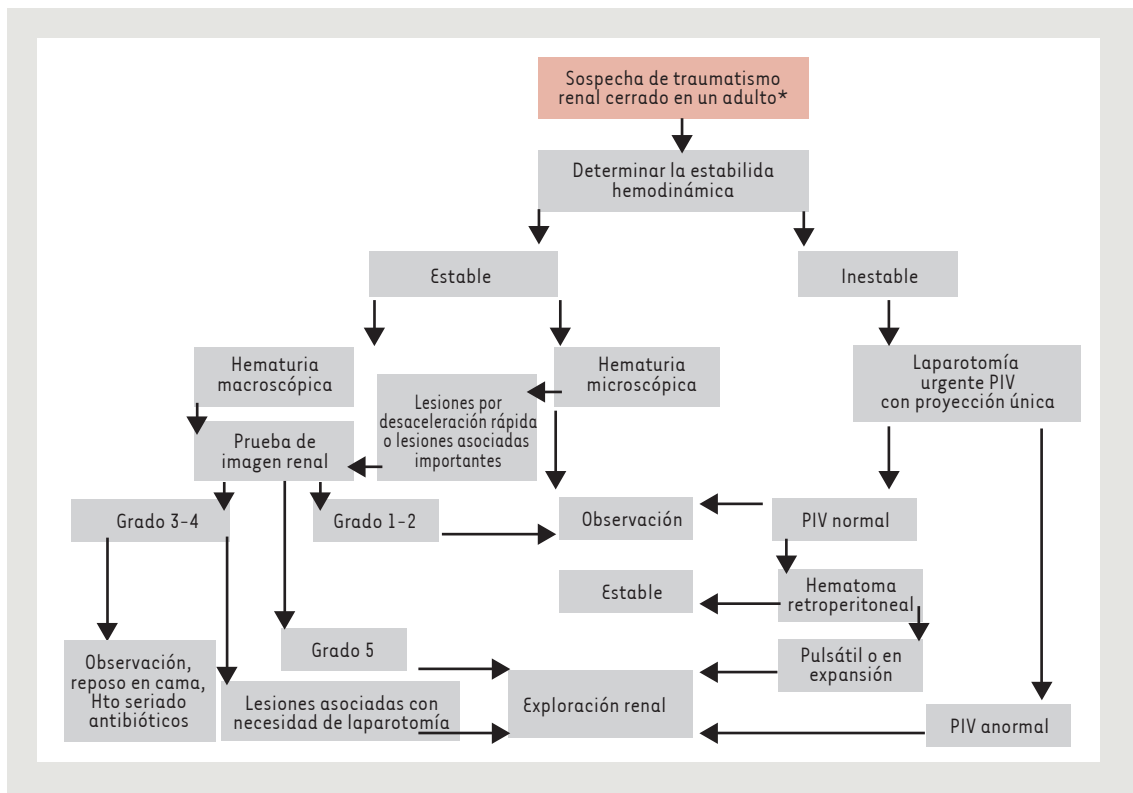 Sospecha de traumatismo
renal cerrado en un adulto*
Determinar la estabilida
hemodinámica
Estable
Inestable
Hematuria
macroscópica
Hematuria
microscópica
Laparotomía
urgente PIV
con proyección única
Lesiones por
desaceleración rápida
o lesiones asociadas
importantes
Prueba de
imagen renal
Grado 3-4
Grado 1-2
Observación
PIV normal
Estable
Hematoma
retroperitoneal
Grado 5
Pulsátil o en
expansión
Observación,
reposo en cama,
Hto seriado
antibióticos
Lesiones asociadas con
necesidad de laparotomía
Exploración renal
PIV anormal